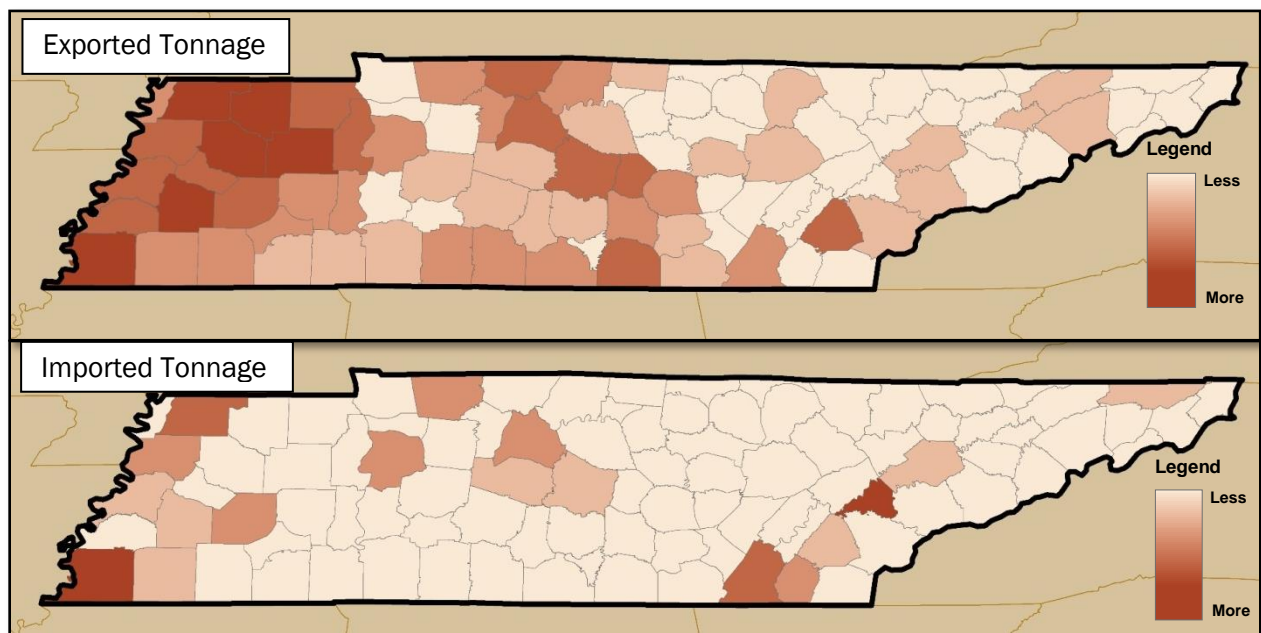 Exported Tonnage
Legend
Less
More
Imported Tonnage
Legend
Less
More